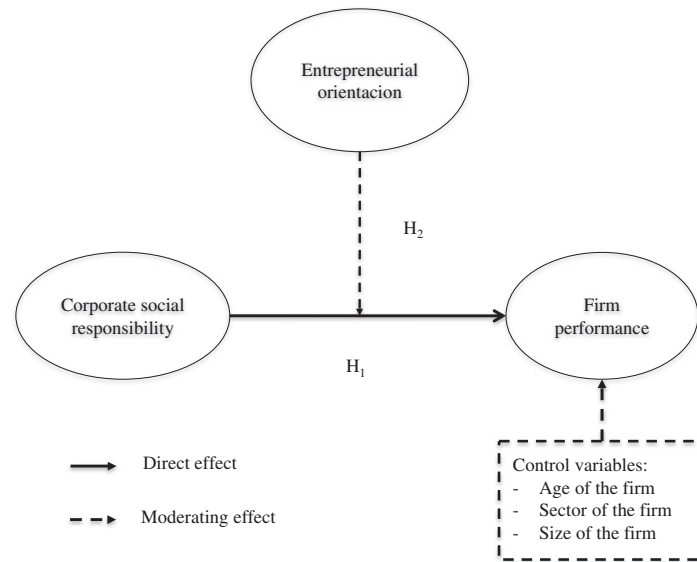 Entrepreneurial
orientacion
H₂
Corporate social
responsibility
Firm
performance
H₁
Direct effect
Moderating effect
Control variables:
- Age of the firm
- Sector of the firm
- Size of the firm